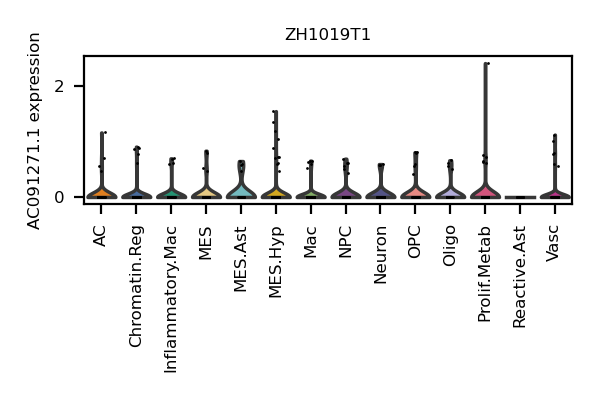 ZH1019T1
AC091271.1 expression
2
0
AC
Chromatin.Reg
Inflammatory.Mac
MES
MES.Ast
MES.Hyp
Mac
NPC
Neuron
OPC
Oligo
Prolif.Metab
Reactive.Ast
Vasc